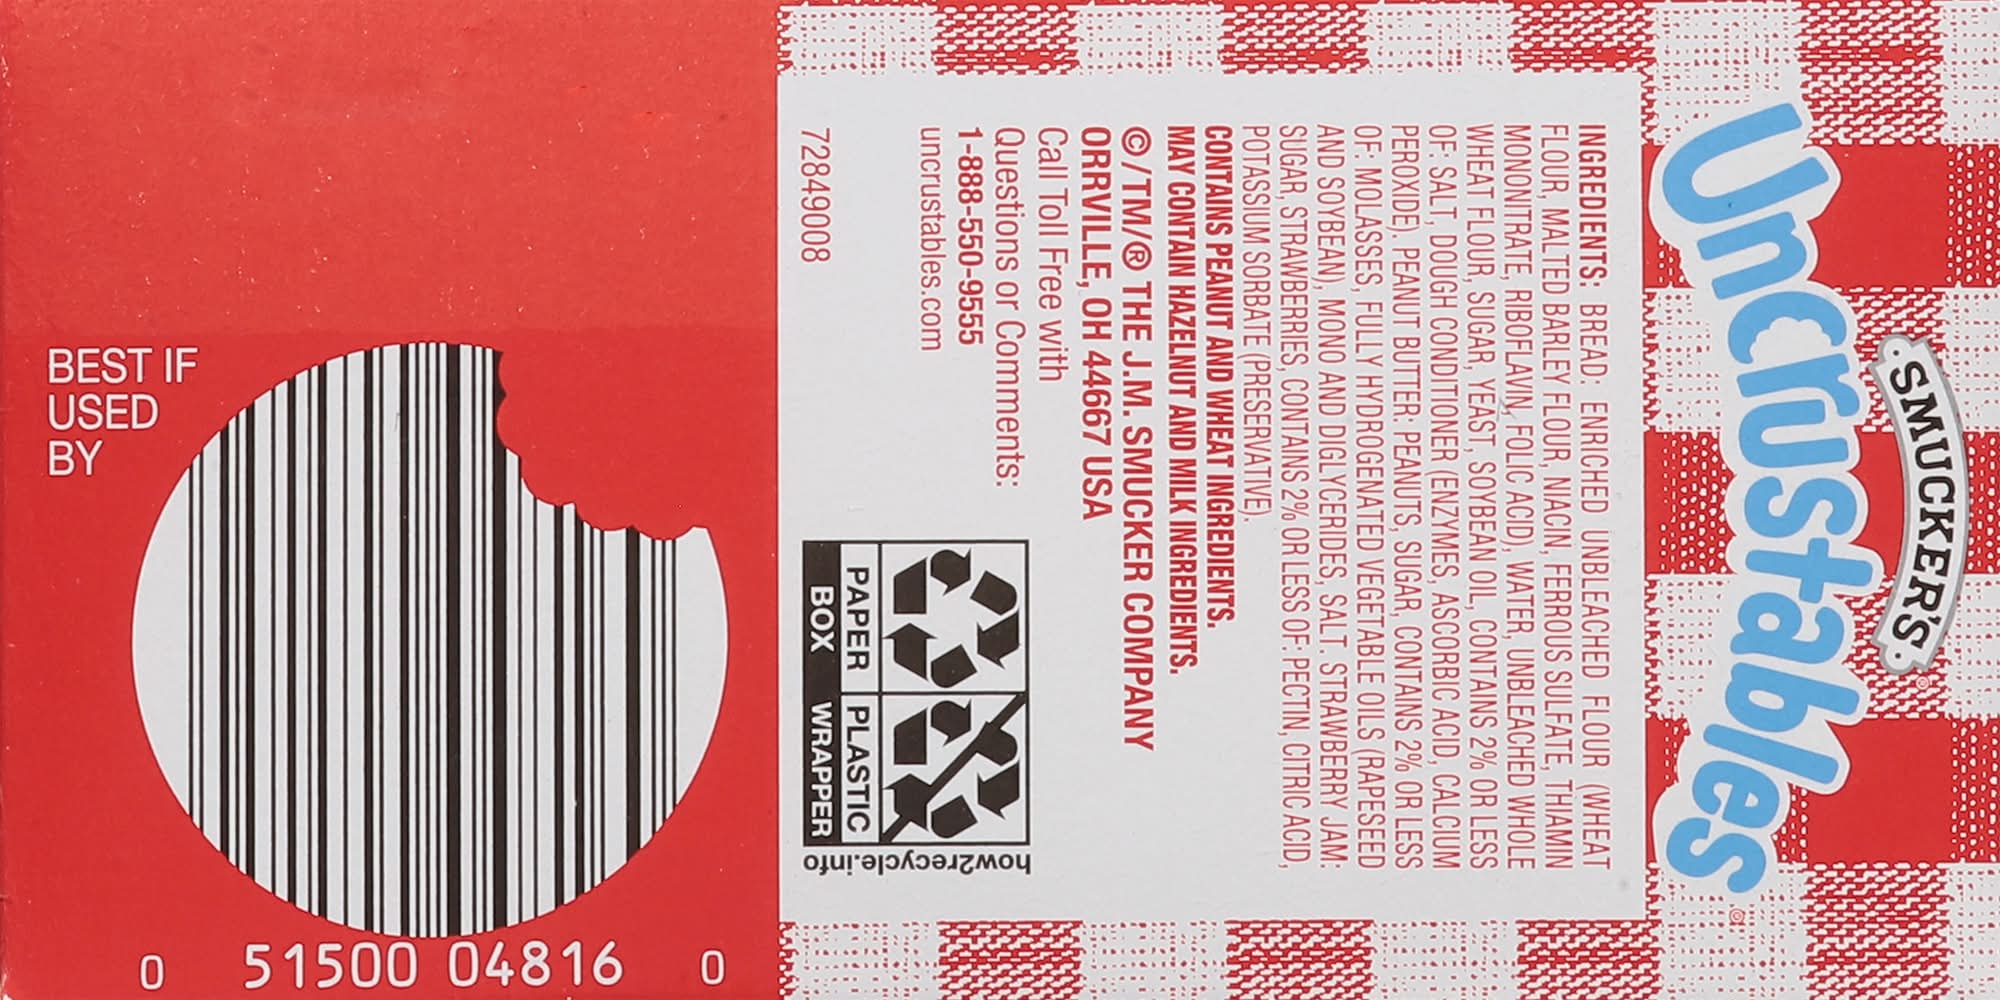 SMUCKER'S®
Uncrustables®
INGREDIENTS: BREAD: ENRICHED UNBLEACHED FLOUR (WHEAT
FLOUR, MALTED BARLEY FLOUR, NIACIN, FERROUS SULFATE, THIAMIN
MONONITRATE, RIBOFLAVIN, FOLIC ACID), WATER, UNBLEACHED WHOLE
WHEAT FLOUR, SUGAR, YEAST, SOYBEAN OIL, CONTAINS 2% OR LESS
OF: SALT, DOUGH CONDITIONER (ENZYMES, ASCORBIC ACID, CALCIUM
PEROXIDE). PEANUT BUTTER: PEANUTS, SUGAR, CONTAINS 2% OR LESS
OF: MOLASSES, FULLY HYDROGENATED VEGETABLE OILS (RAPESEED
AND SOYBEAN), MONO AND DIGLYCERIDES, SALT. STRAWBERRY JAM:
SUGAR, STRAWBERRIES, CONTAINS 2% OR LESS OF: PECTIN, CITRIC ACID,
POTASSIUM SORBATE (PRESERVATIVE).
CONTAINS PEANUT AND WHEAT INGREDIENTS.
MAY CONTAIN HAZELNUT AND MILK INGREDIENTS.
©/TM/® THE J.M. SMUCKER COMPANY
ORRVILLE, OH 44667 USA
Call Toll Free with
Questions or Comments:
1-888-550-9555
uncrustables.com
728490008
PAPER
BOX
PLASTIC
WRAPPER
how2recycle.info
BEST IF
USED
BY
0 51500 04816 0